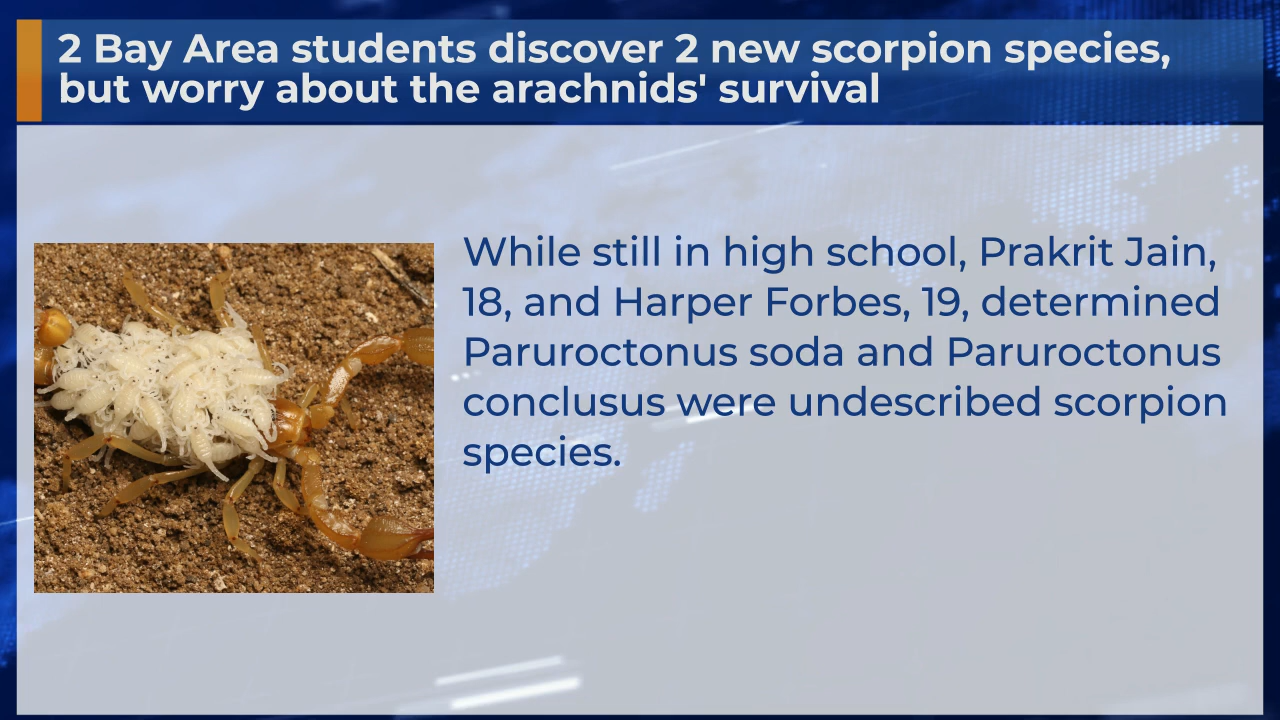 2 Bay Area students discover 2 new scorpion species,
but worry about the arachnids' survival
While still in high school, Prakrit Jain,
18, and Harper Forbes, 19, determined
Paruroctonus soda and Paruroctonus
conclusus were undescribed scorpion
species.